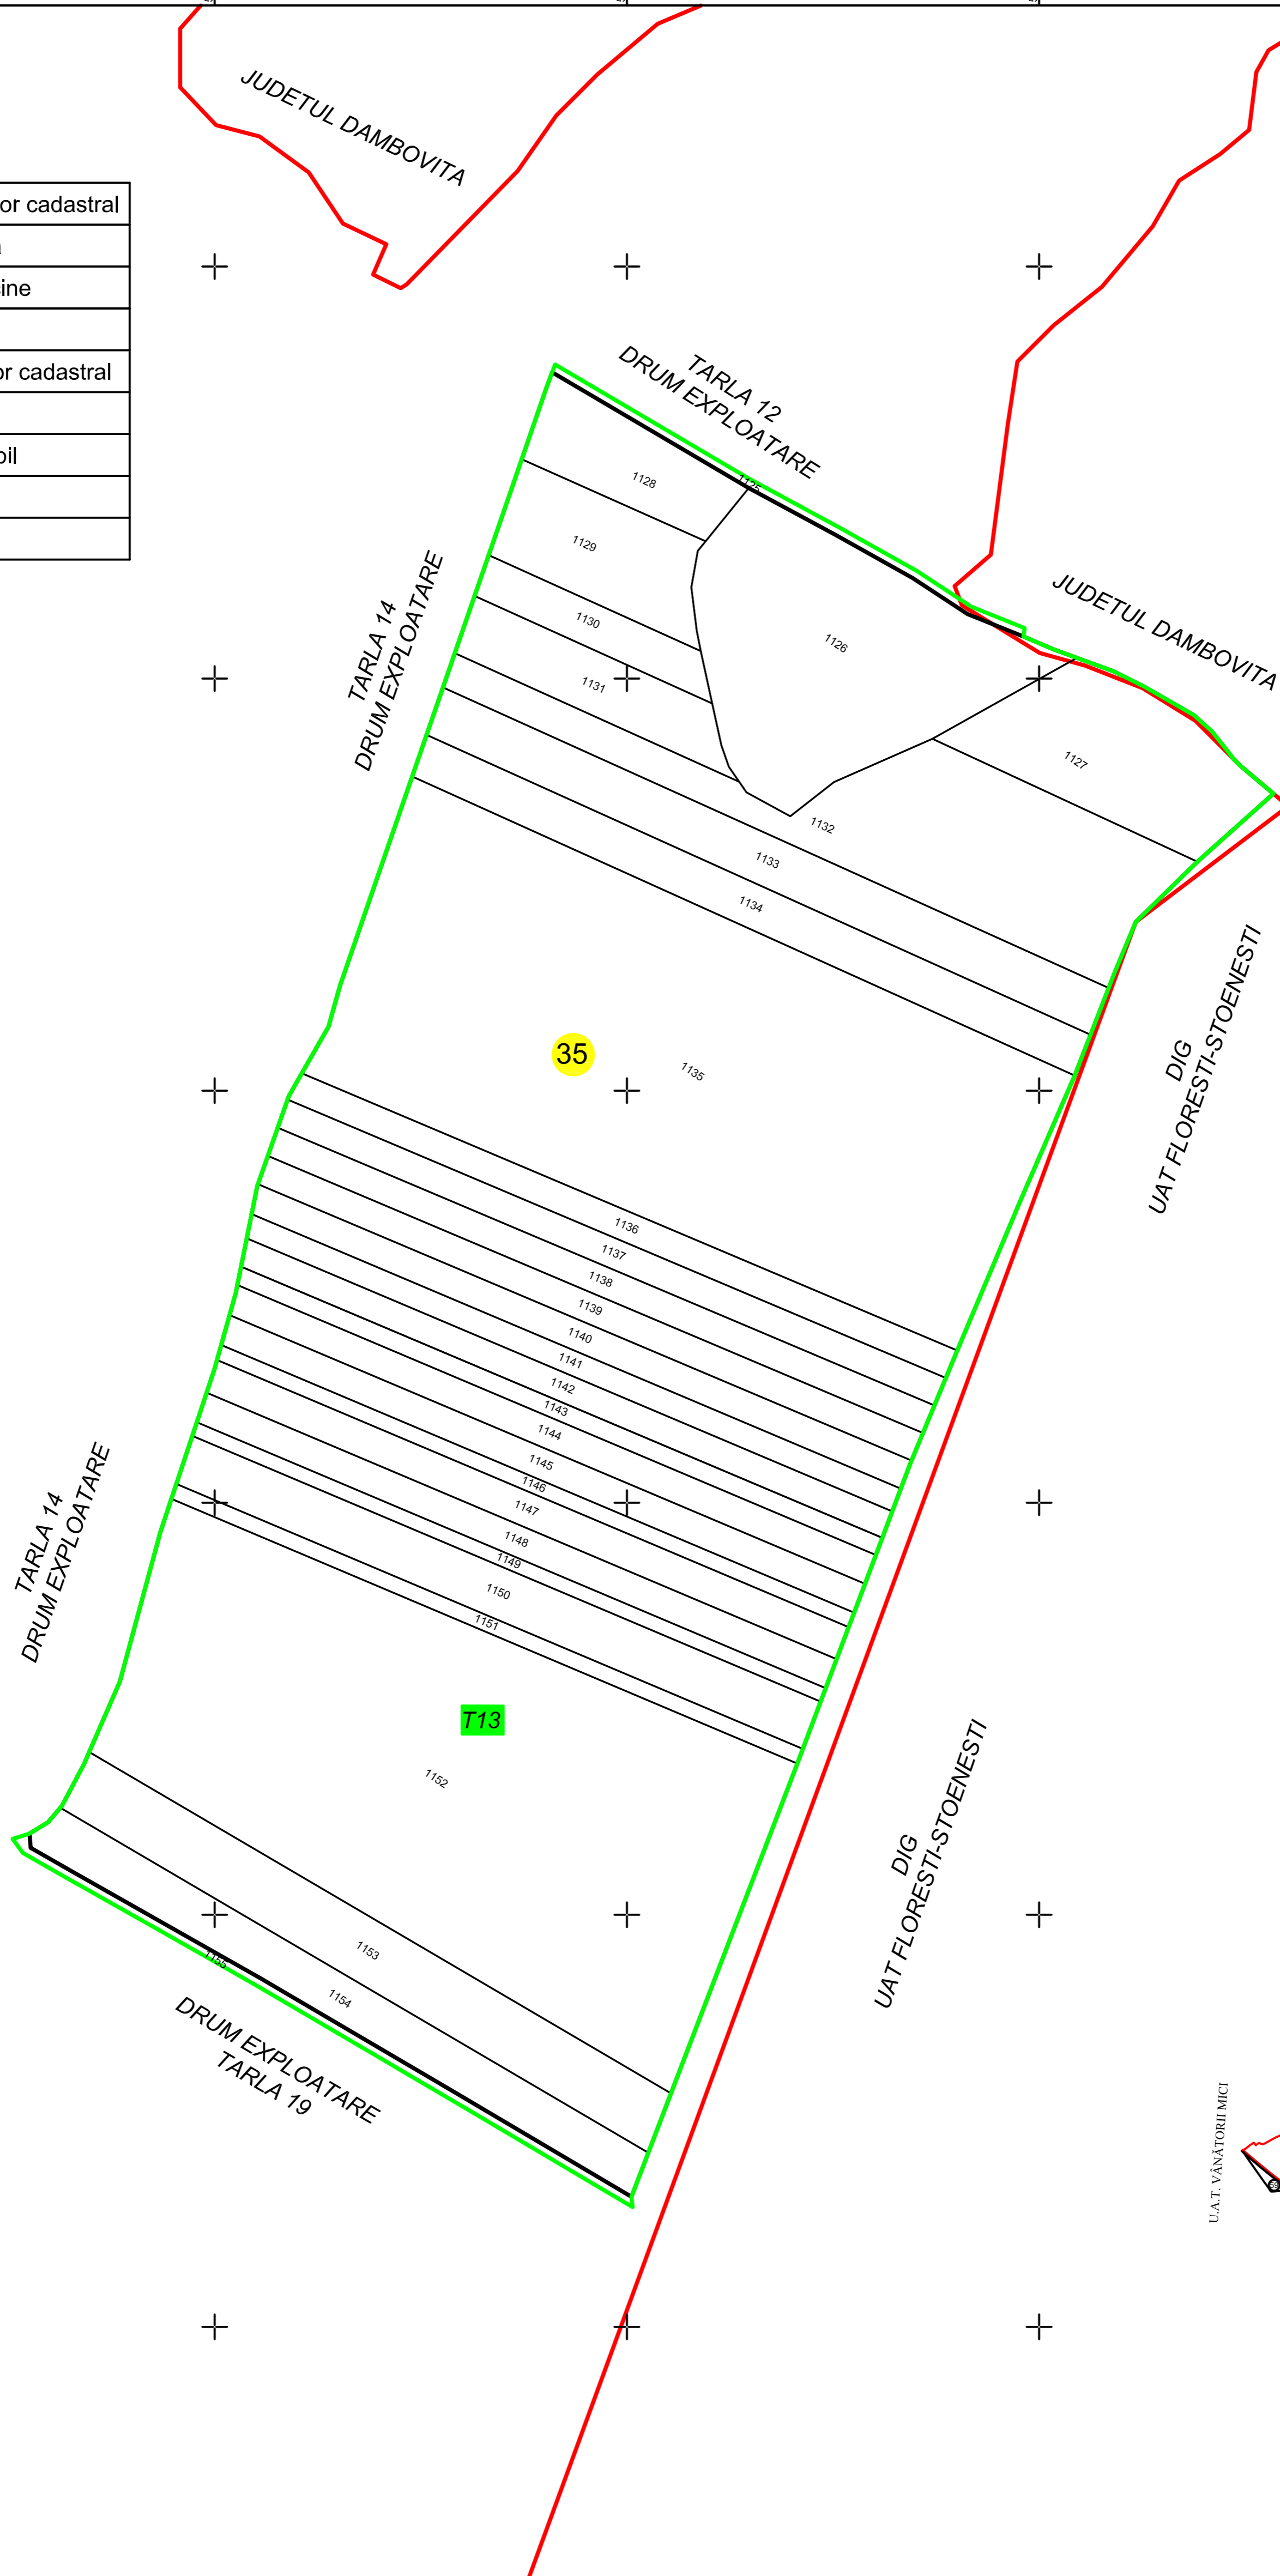 JUDETUL DAMBOVITA
or cadastral
ine
or cadastral
bil
TARLA 12
DRUM EXPLOATARE
1125
1128
1129
1130
1131
1126
1127
JUDETUL DAMBOVITA
TARLA 14
DRUM EXPLOATARE
1132
1133
1134
35
1135
DIG
UAT FLORESTI-STOENESTI
1136
1137
1138
1139
1140
1141
1142
1143
1144
1145
1146
1147
1148
1149
1150
1151
TARLA 14
DRUM EXPLOATARE
T13
1152
DIG
UAT FLORESTI-STOENESTI
1153
1154
1155
DRUM EXPLOATARE
TARLA 19
U.A.T. VÂNĂTORII MICI